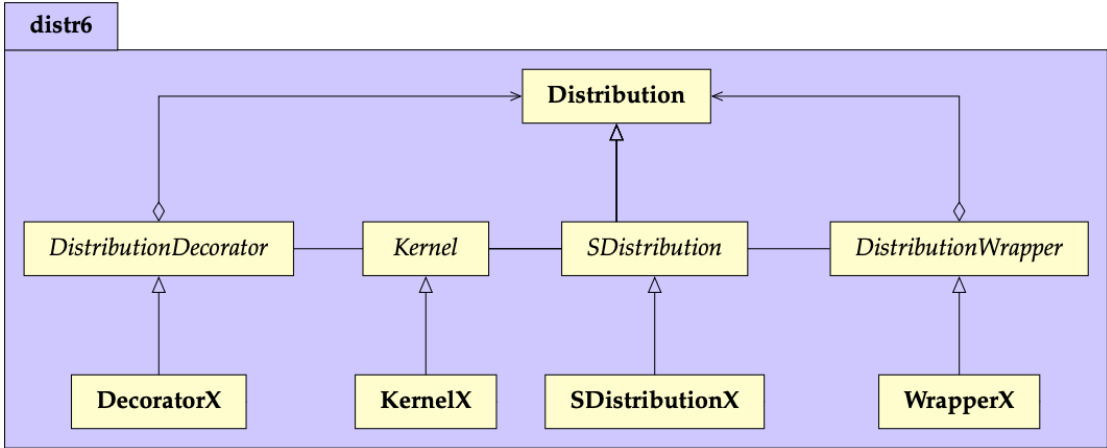 distr6
Distribution
DistributionDecorator
Kernel
SDistribution
DistributionWrapper
DecoratorX
KernelX
SDistributionX
WrapperX